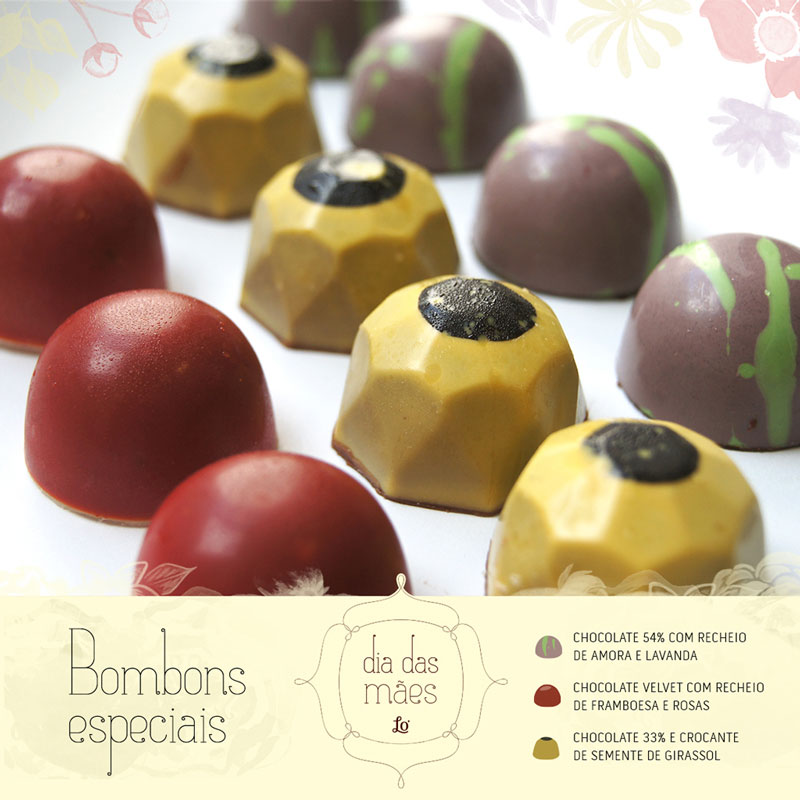 Bombons
especiais
dia das
mães
Lo
CHOCOLATE 54% COM RECHEIO
DE AMORA E LAVANDA
CHOCOLATE VELVET COM RECHEIO
DE FRAMBOESA E ROSAS
CHOCOLATE 33% E CROCANTE
DE SEMENTE DE GIRASSOL